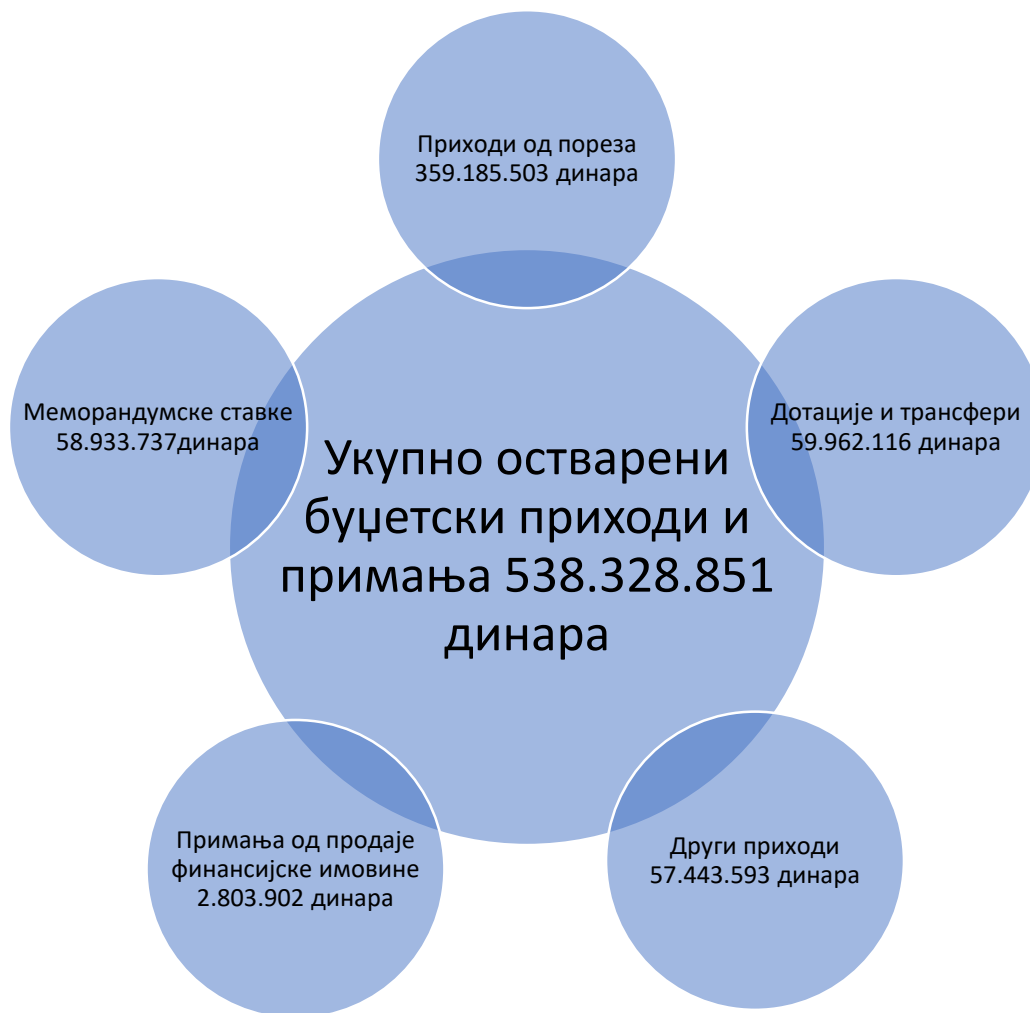 Приходи од пореза
359.185.503 динара
Дотације и трансфери
59.962.116 динара
Други приходи
57.443.593 динара
Примања од продаје
финансијске имовине
2.803.902 динара
Меморандумске ставке
58.933.737динара
Укупно остварени
буџетски приходи и
примања 538.328.851
динара